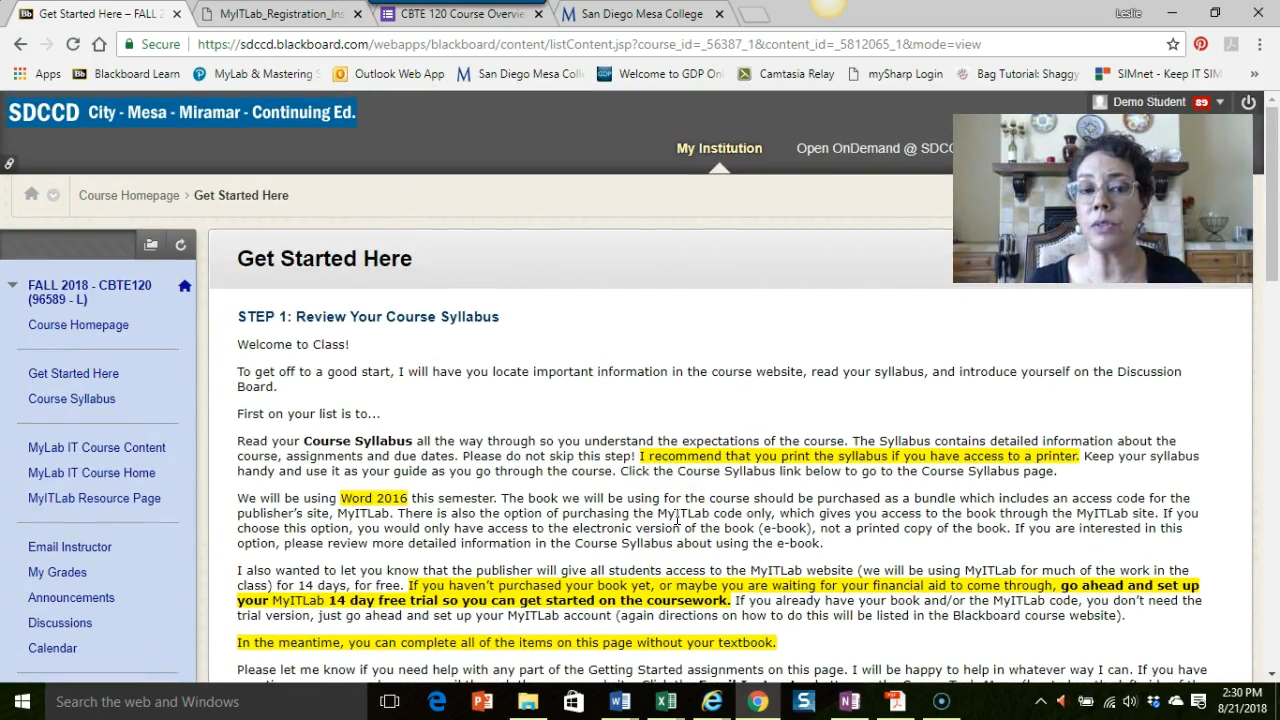 Get Started Here – FALL 2
MyITLab_Registration_Ins
CBTE 120 Course Overvie
San Diego Mesa College
Leslie
Secure
https://sdccd.blackboard.com/webapps/blackboard/content/listContent.jsp?course_id=_56387_1&content_id=_5812065_1&mode=view
Apps
Blackboard Learn
MyLab & Mastering
Outlook Web App
San Diego Mesa Coll
Welcome to GDP On
Camtasia Relay
mySharp Login
Bag Tutorial: Shaggy
SIMnet - Keep IT SIM
SDCCD City - Mesa - Miramar - Continuing Ed.
Demo Student 89
My Institution
Open OnDemand @ SDCC
Course Homepage > Get Started Here
FALL 2018 - CBTE120
(96589 - L)
Course Homepage
Get Started Here
Course Syllabus
MyLab IT Course Content
MyLab IT Course Home
MyITLab Resource Page
Email Instructor
My Grades
Announcements
Discussions
Calendar
Get Started Here
STEP 1: Review Your Course Syllabus
Welcome to Class!
To get off to a good start, I will have you locate important information in the course website, read your syllabus, and introduce yourself on the Discussion
Board.
First on your list is to...
Read your Course Syllabus all the way through so you understand the expectations of the course. The Syllabus contains detailed information about the
course, assignments and due dates. Please do not skip this step! I recommend that you print the syllabus if you have access to a printer. Keep your syllabus
handy and use it as your guide as you go through the course. Click the Course Syllabus link below to go to the Course Syllabus page.
We will be using Word 2016 this semester. The book we will be using for the course should be purchased as a bundle which includes an access code for the
publisher's site, MyITLab. There is also the option of purchasing the MyITLab code only, which gives you access to the book through the MyITLab site. If you
choose this option, you would only have access to the electronic version of the book (e-book), not a printed copy of the book. If you are interested in this
option, please review more detailed information in the Course Syllabus about using the e-book.
I also wanted to let you know that the publisher will give all students access to the MyITLab website (we will be using MyITLab for much of the work in the
class) for 14 days, for free. If you haven't purchased your book yet, or maybe you are waiting for your financial aid to come through, go ahead and set up
your MyITLab 14 day free trial so you can get started on the coursework. If you already have your book and/or the MyITLab code, you don't need the
trial version, just go ahead and set up your MyITLab account (again directions on how to do this will be listed in the Blackboard course website).
In the meantime, you can complete all of the items on this page without your textbook.
Please let me know if you need help with any part of the Getting Started assignments on this page. I will be happy to help in whatever way I can. If you have
Search the web and Windows
2:30 PM
8/21/2018